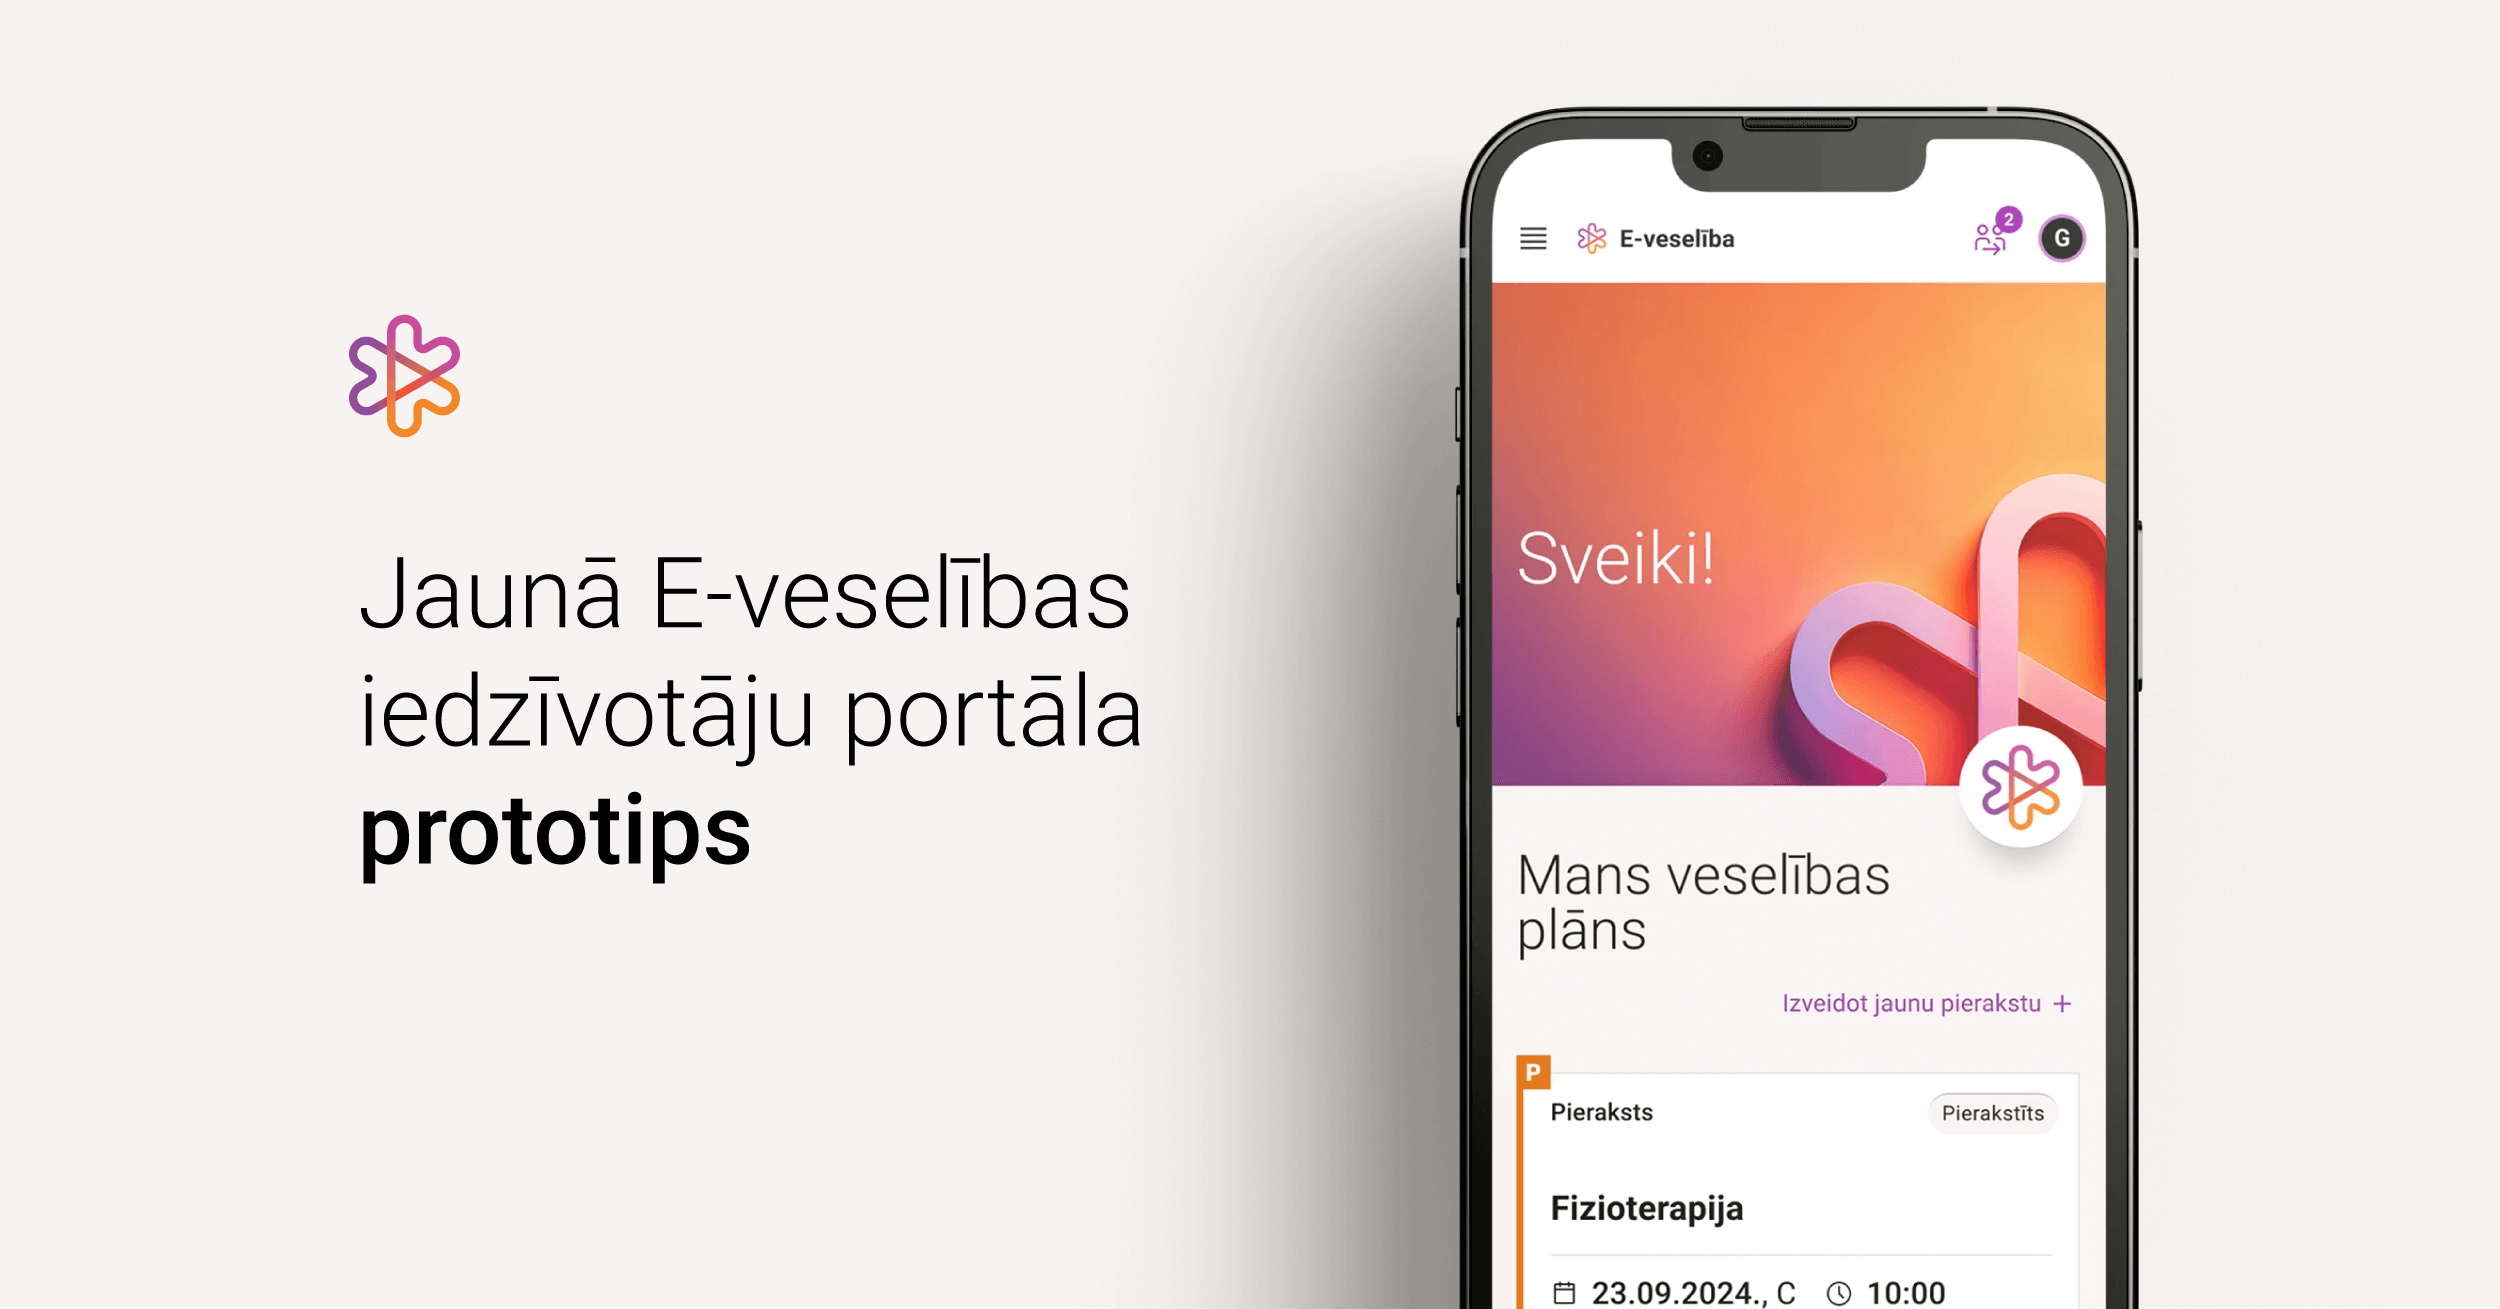 Jaunā E-veselības
iedzīvotāju portāla
prototips
E-veselība
2
G
Sveiki!
Mans veselības
plāns
Izveidot jaunu pierakstu +
P
Pieraksts
Pierakstīts
Fizioterapija
23.09.2024., C 10:00